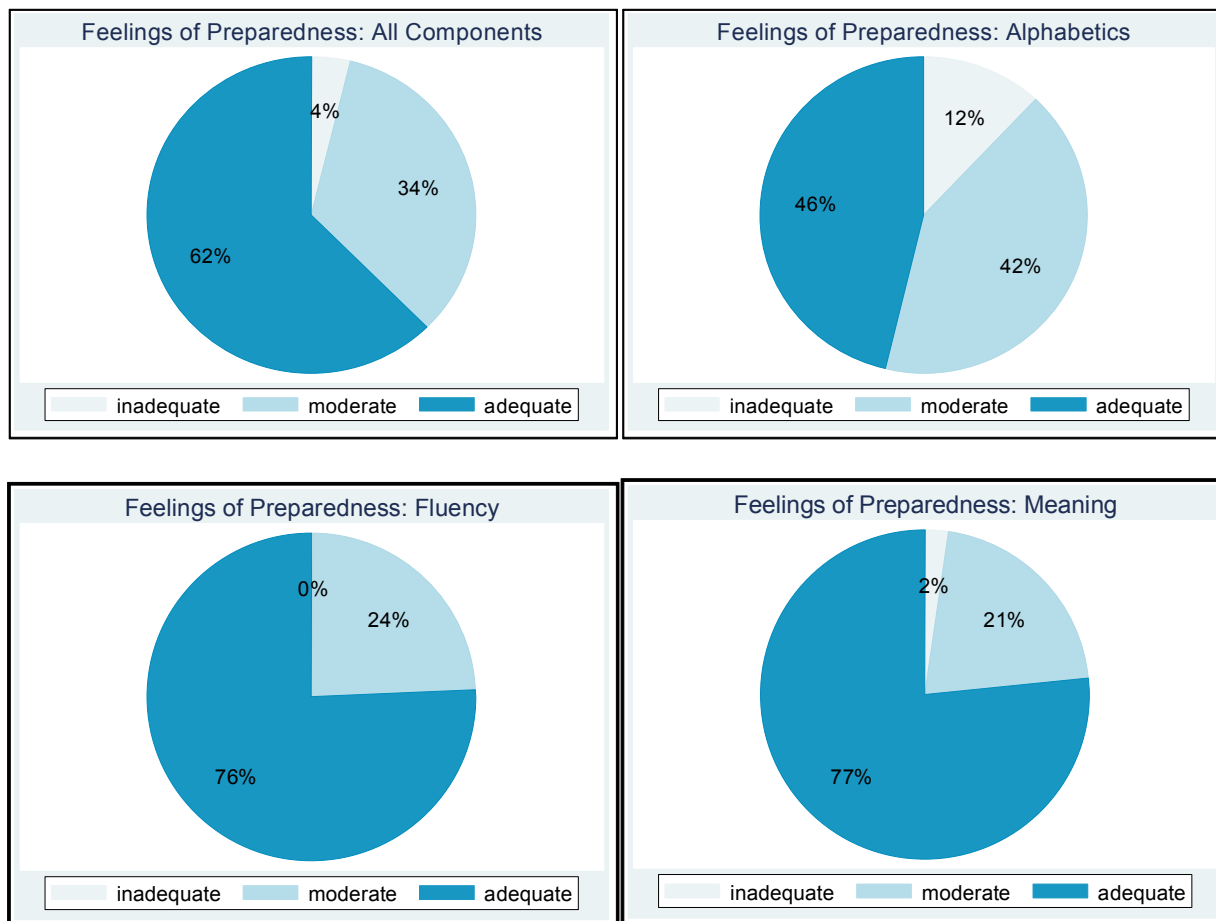 Feelings of Preparedness: All Components
4%
34%
62%
inadequate moderate adequate
Feelings of Preparedness: Alphabetics
12%
46%
42%
inadequate moderate adequate
Feelings of Preparedness: Fluency
0%
24%
76%
inadequate moderate adequate
Feelings of Preparedness: Meaning
2%
21%
77%
inadequate moderate adequate